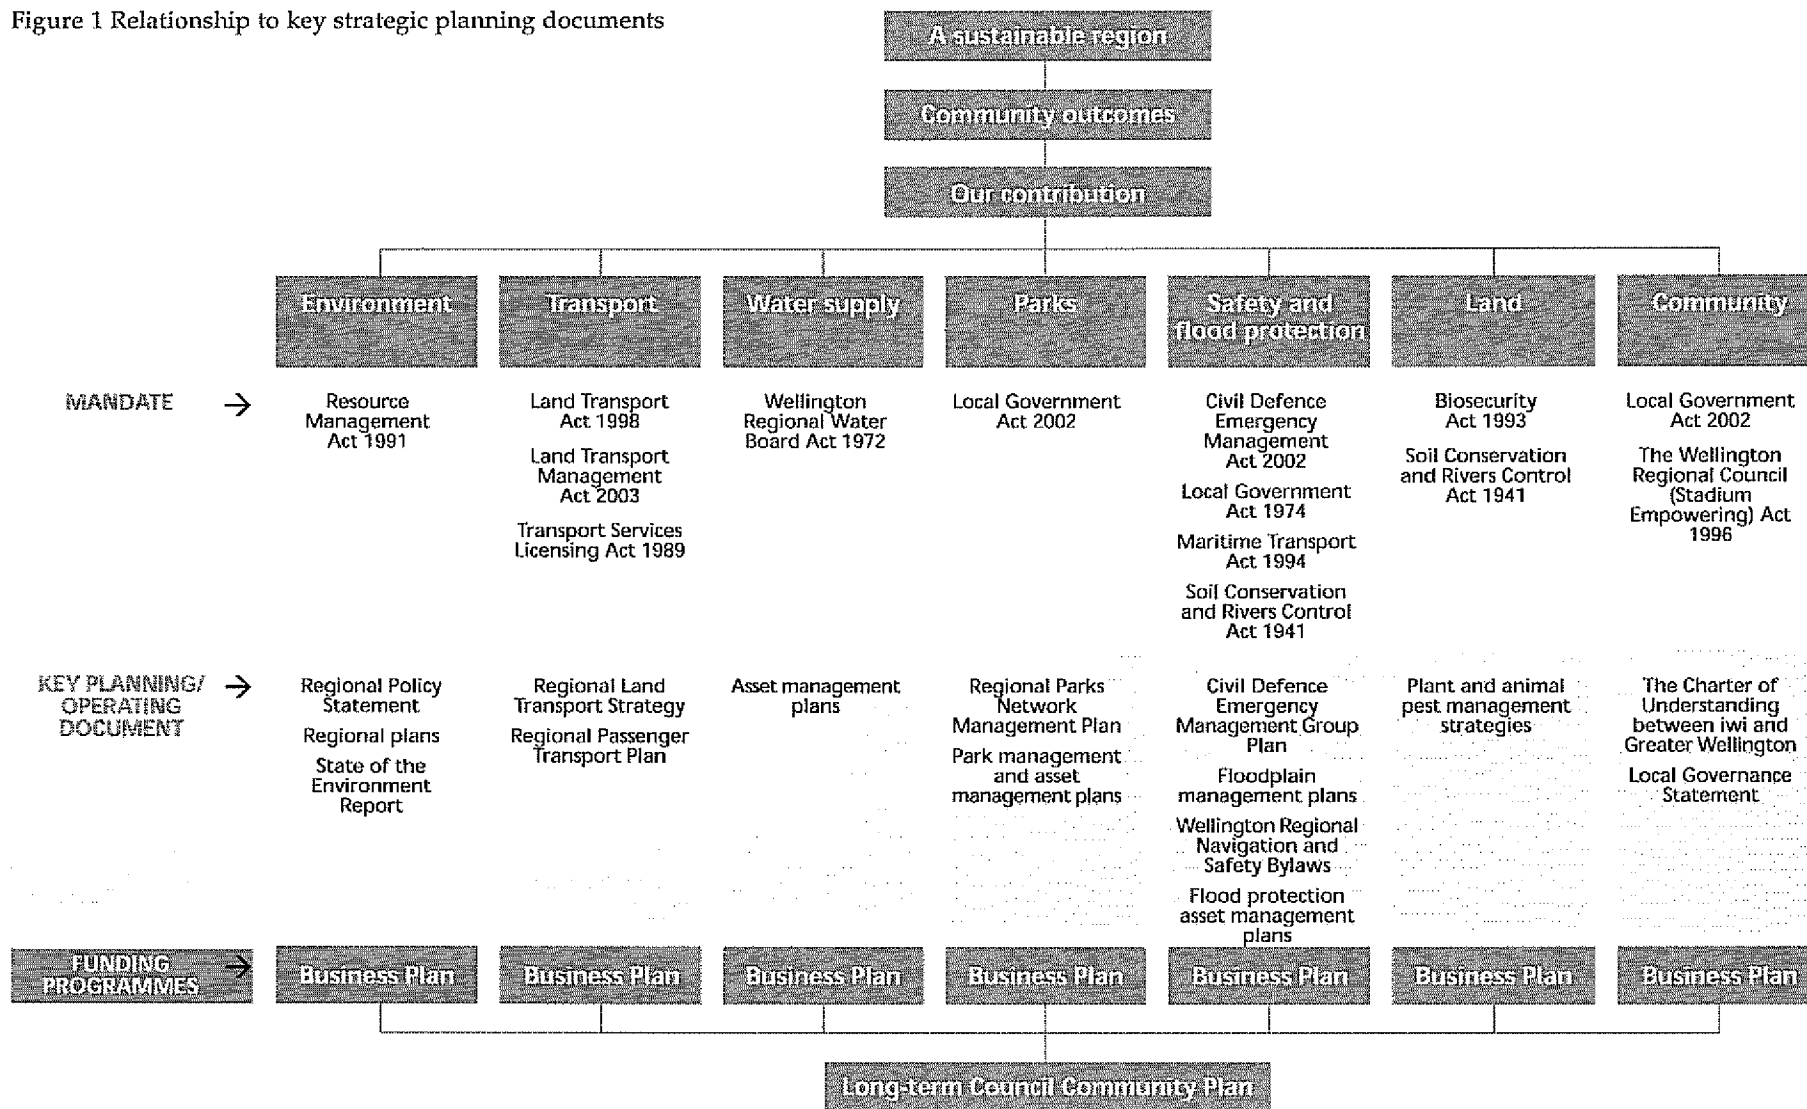 Figure 1 Relationship to key strategic planning documents
A sustainable region
Community outcomes
Our contribution
Environment
Transport
Water supply
Parks
Safety and
flood protection
Land
Community
MANDATE →
Resource
Management
Act 1991
Land Transport
Act 1998
Land Transport
Management
Act 2003
Transport Services
Licensing Act 1989
Wellington
Regional Water
Board Act 1972
Local Government
Act 2002
Civil Defence
Emergency
Management
Act 2002
Local Government
Act 1974
Maritime Transport
Act 1994
Soil Conservation
and Rivers Control
Act 1941
Biosecurity
Act 1993
Soil Conservation
and Rivers Control
Act 1941
Local Government
Act 2002
The Wellington
Regional Council
(Stadium
Empowering) Act
1996
KEY PLANNING/ →
OPERATING
DOCUMENT
Regional Policy
Statement
Regional plans
State of the
Environment
Report
Regional Land
Transport Strategy
Regional Passenger
Transport Plan
Asset management
plans
Regional Parks
Network
Management Plan
Park management
and asset
management plans
Civil Defence
Emergency
Management Group
Plan
Floodplain
management plans
Wellington Regional
Navigation and
Safety Bylaws
Flood protection
asset management
plans
Plant and animal
pest management
strategies
The Charter of
Understanding
between iwi and
Greater Wellington
Local Governance
Statement
FUNDING →
PROGRAMMES
Business Plan
Business Plan
Business Plan
Business Plan
Business Plan
Business Plan
Business Plan
Long-term Council Community Plan